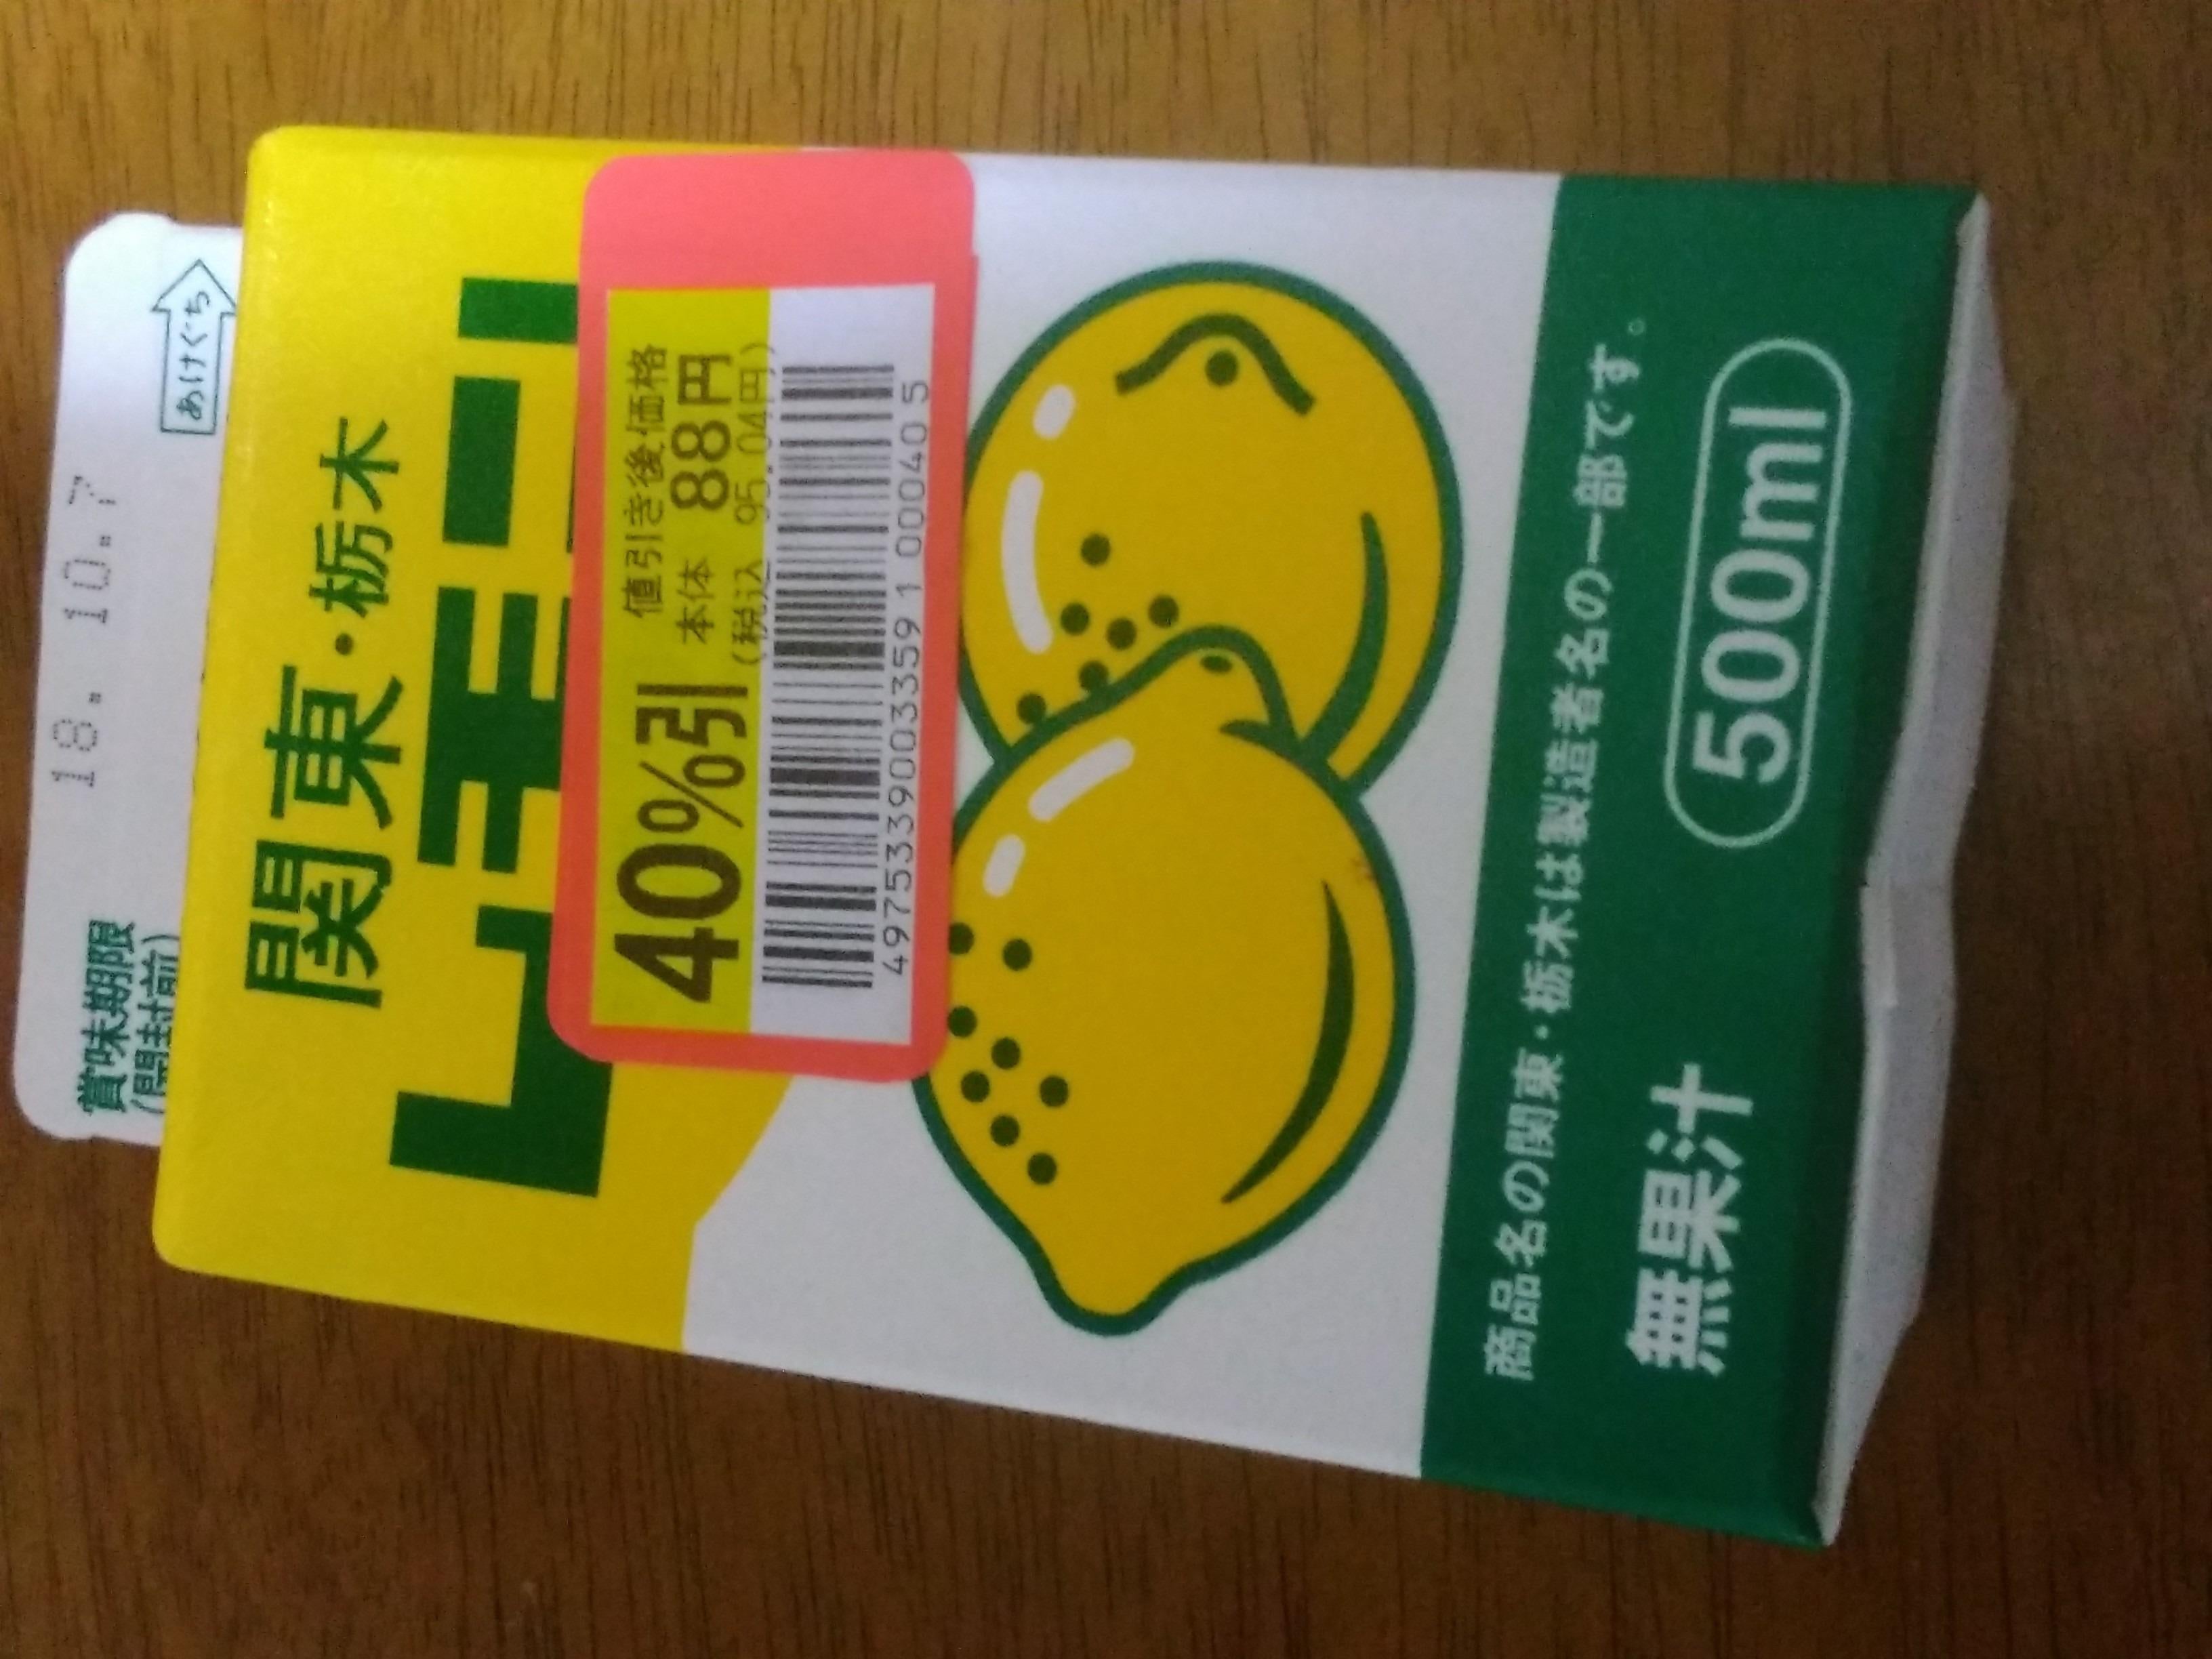 賞味期限
(開封前)
18. 10.7
あけぐち
関東・栃木
レモン
40%引
値引き後価格
本体 88円
(税込 95.04円)
4975339003359 1 00040 5
商品名の関東・栃木は製造者名の一部です。
無果汁
500ml